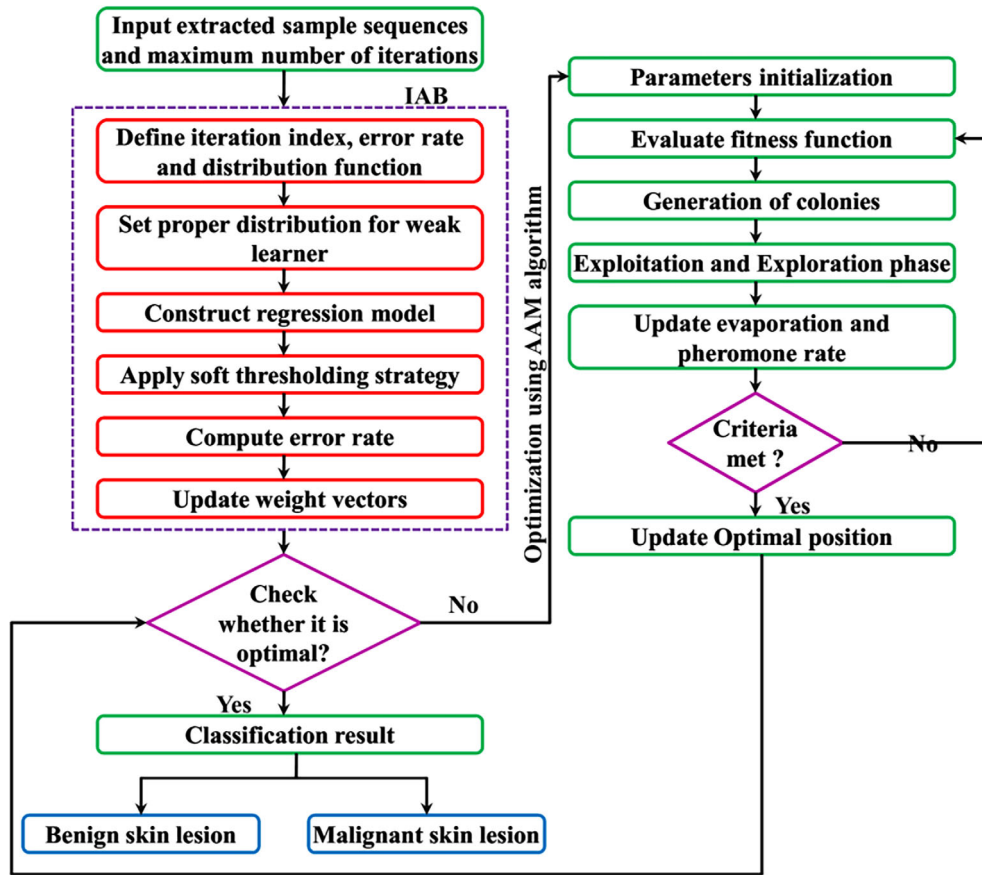 Input extracted sample sequences
and maximum number of iterations
IAB
Define iteration index, error rate
and distribution function
Set proper distribution for weak
learner
Construct regression model
Apply soft thresholding strategy
Compute error rate
Update weight vectors
Check
whether it is
optimal?
No
Yes
Classification result
Benign skin lesion
Malignant skin lesion
Optimization using AAM algorithm
Parameters initialization
Evaluate fitness function
Generation of colonies
Exploitation and Exploration phase
Update evaporation and
pheromone rate
Criteria
met ?
No
Yes
Update Optimal position